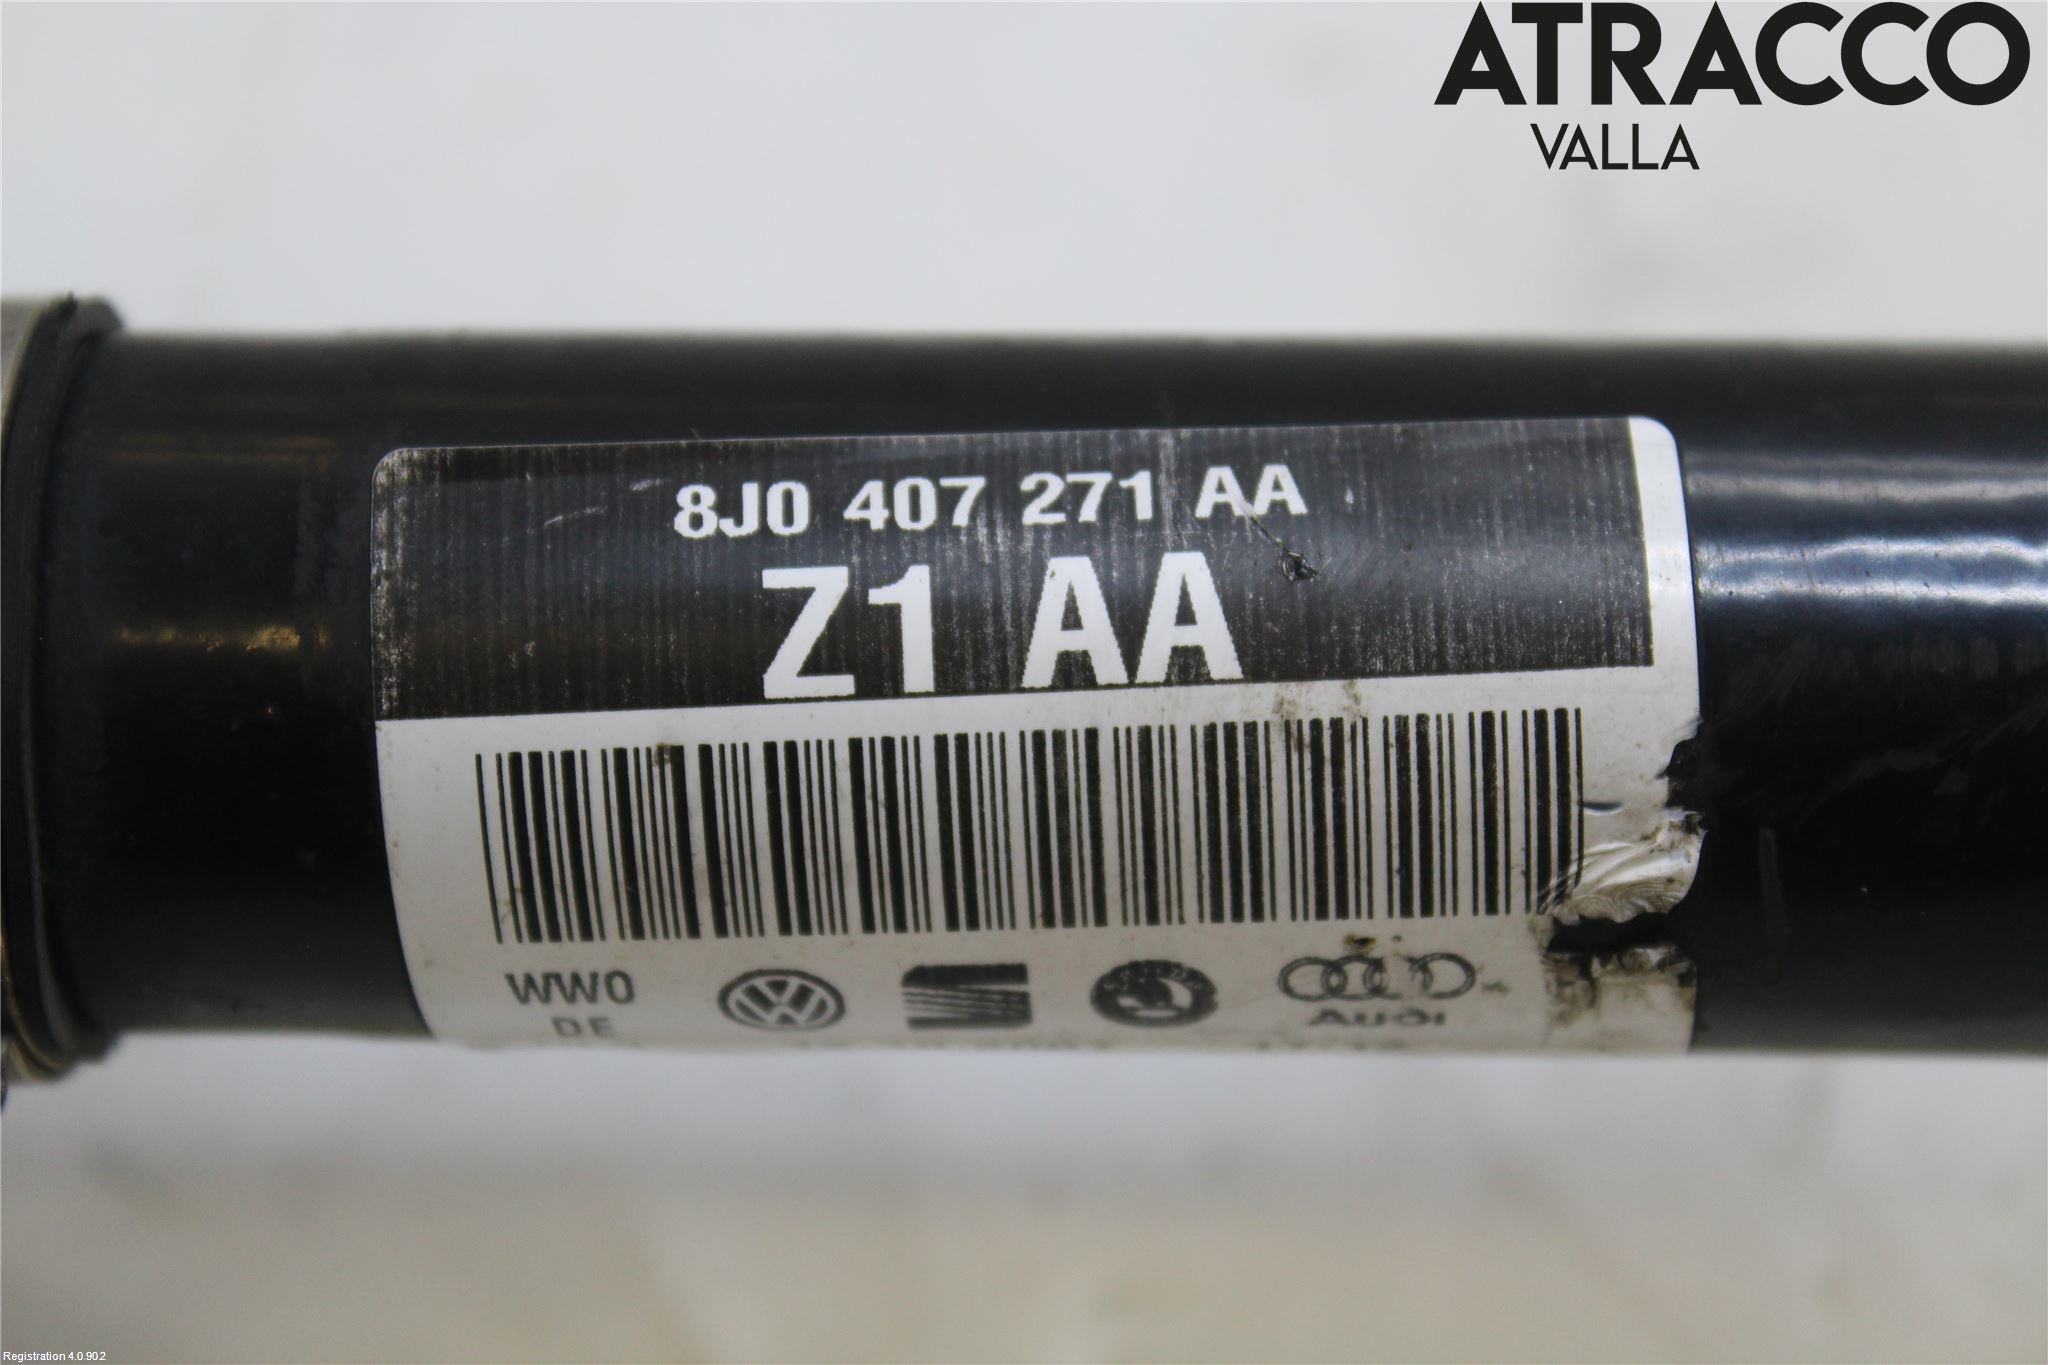 ATRACCO
VALLA
8J0 407 271 AA
Z1 AA
WW0
DE
Audi
Registration 4.0.902